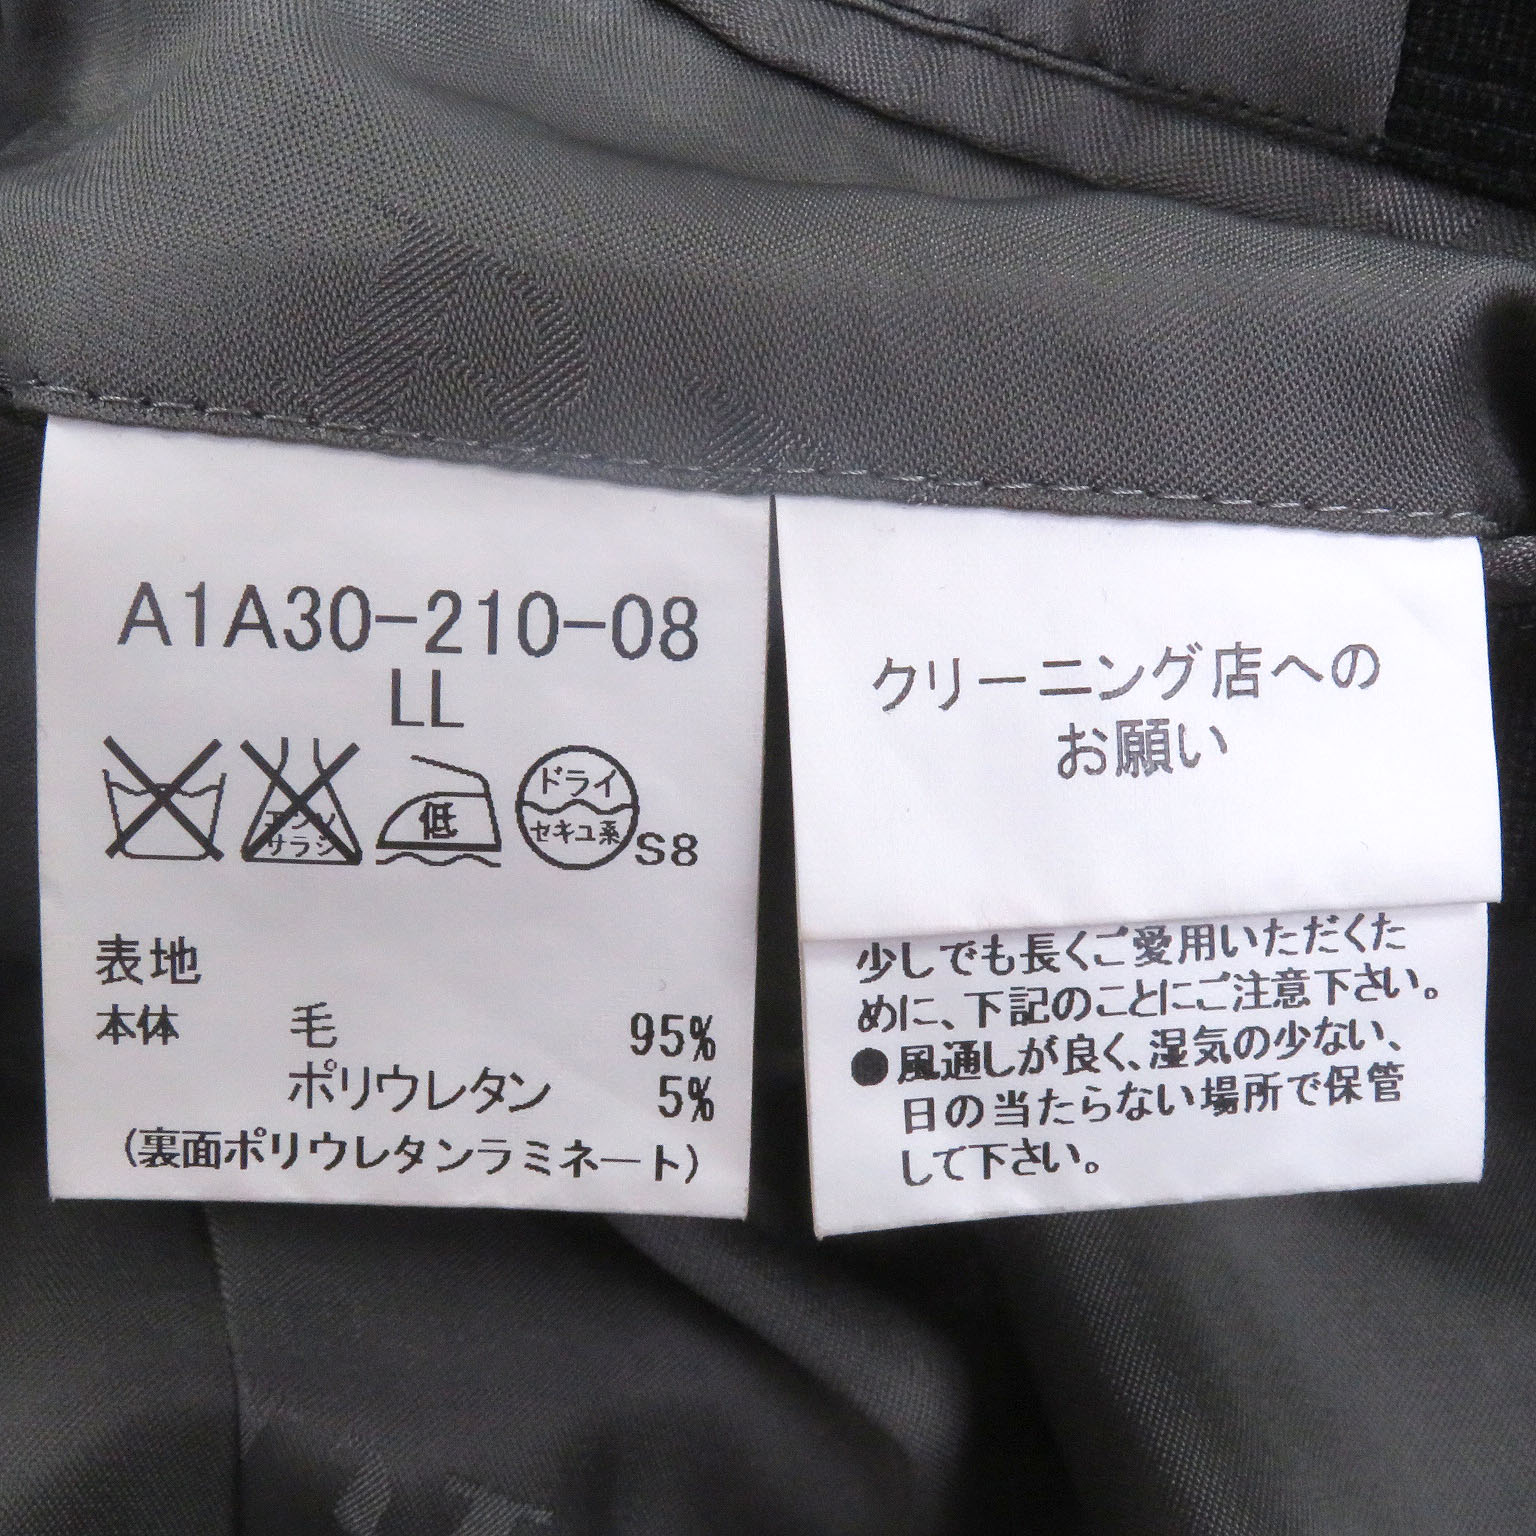 A1A30-210-08
LL
エンソ
サラシ
低
ドライ
セキユ系
S8
表地
本体 毛 95%
ポリウレタン 5%
(裏面ポリウレタンラミネート)
クリーニング店への
お願い
少しでも長くご愛用いただくた
めに、下記のことにご注意下さい。
●風通しが良く、湿気の少ない、
日の当たらない場所で保管
して下さい。